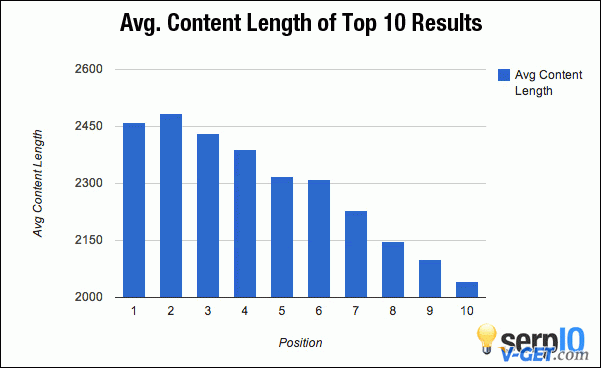 Avg. Content Length of Top 10 Results
Avg Content
Length
2600
2450
2300
2150
2000
Avg Content Length
1 2 3 4 5 6 7 8 9 10
Position
serpIQ
V-GET.com